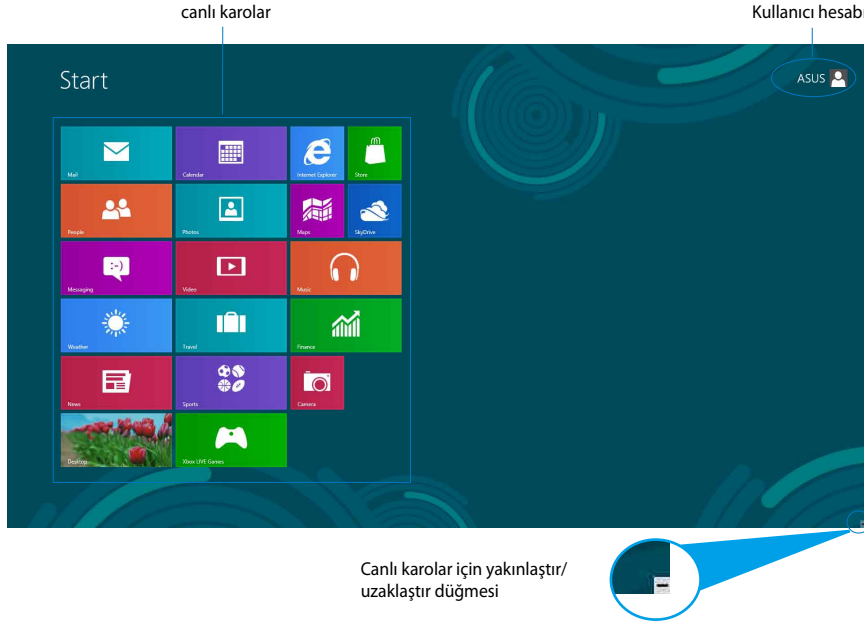 canlı karolar
Kullanıcı hesabı
Start
ASUS
Mail
Calendar
Internet Explorer
Store
People
Photos
Maps
SkyDrive
Messaging
Video
Music
Weather
Travel
Finance
News
Sports
Camera
Desktop
Xbox LIVE Games
Canlı karolar için yakınlaştır/
uzaklaştır düğmesi